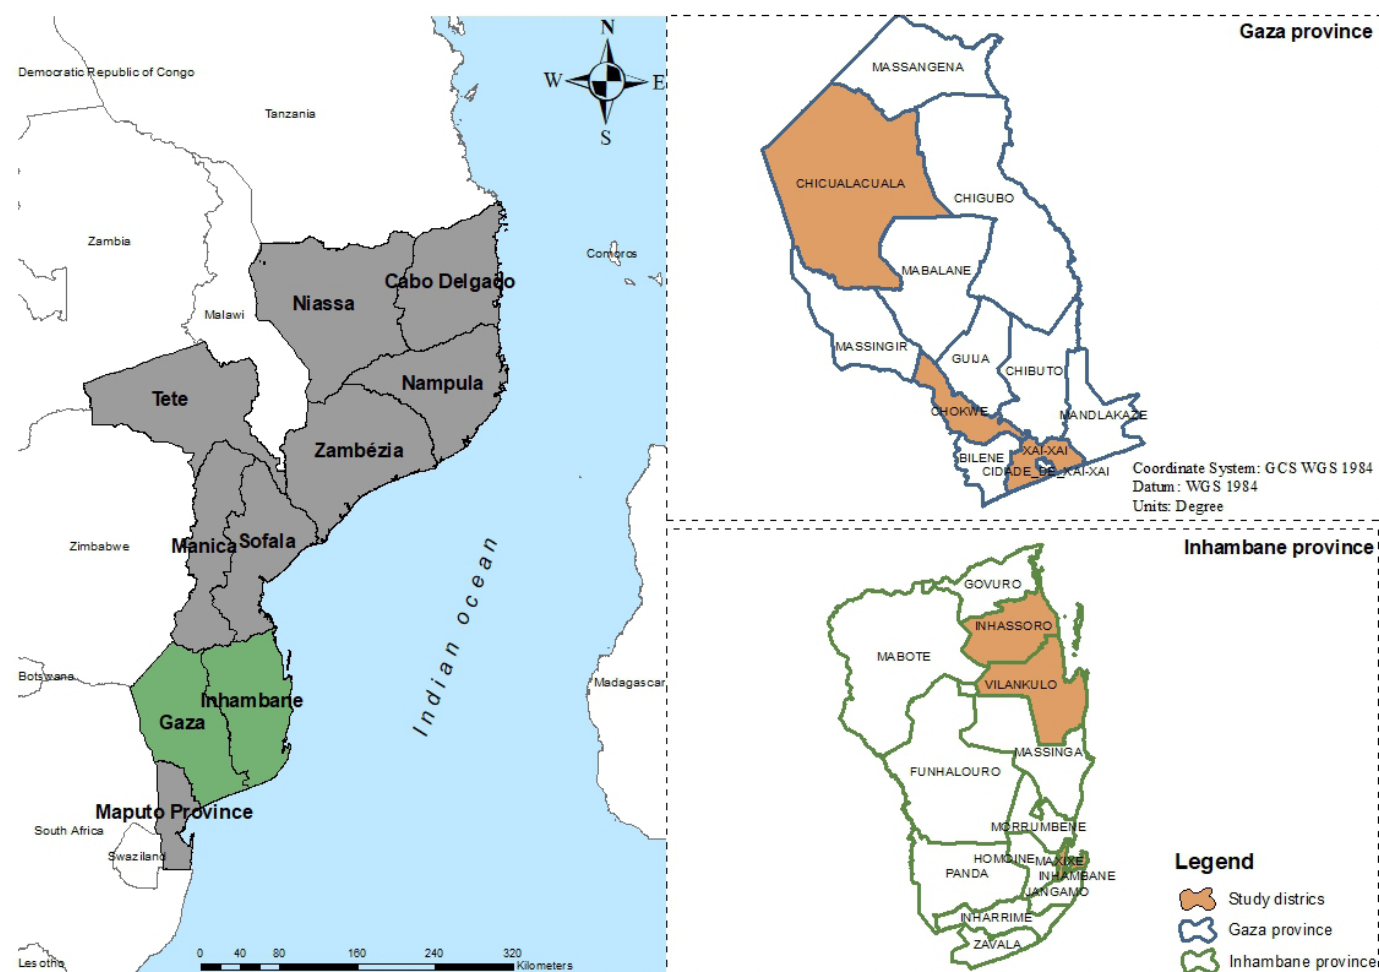 Democratic Republic of Congo
Tanzania
N
W
E
S
Zambia
Comoros
Malawi
Niassa
Cabo Delgado
Tete
Nampula
Zambézia
Zimbabwe
Manica
Sofala
Indian ocean
Botswana
Madagascar
Gaza
Inhambane
Maputo Province
South Africa
Swaziland
Lesotho
0 40 80 160 240 320
Kilometers
Gaza province
MASSANGENA
CHICUALACUALA
CHIGUBO
MABALANE
MASSINGIR
GUIJA
CHIBUTO
CHOKWE
MANDLAKAZE
XAI-XAI
BILENE
CIDADE_DE_XAI-XAI
Coordinate System: GCS WGS 1984
Datum: WGS 1984
Units: Degree
Inhambane province
GOVURO
INHASSORO
MABOTE
VILANKULO
MASSINGA
FUNHALOURO
MORRUMBENE
HOMOINE
MAXIXE
PANDA
INHAMBANE
JANGAMO
INHARRIME
ZAVALA
Legend
Study districs
Gaza province
Inhambane province